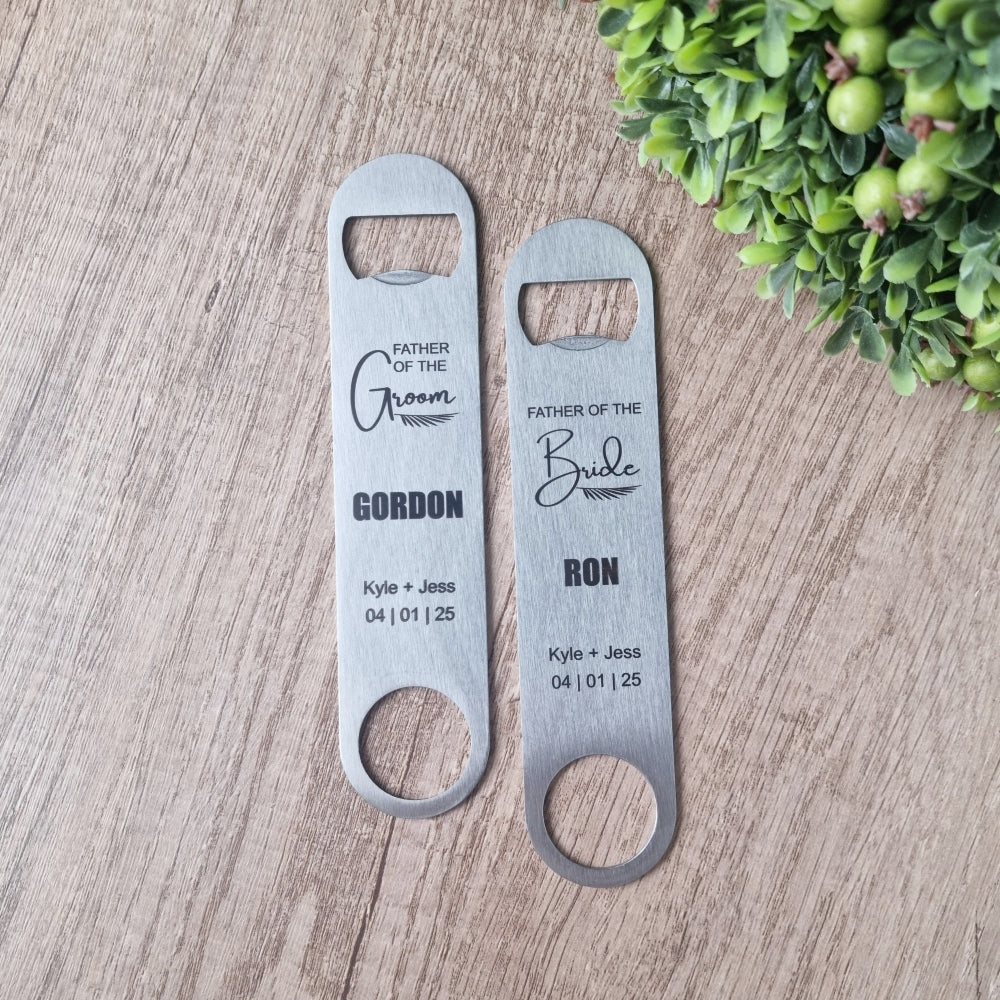 FATHER
OF THE
Groom
GORDON
Kyle + Jess
04 | 01 | 25
FATHER OF THE
Bride
RON
Kyle + Jess
04 | 01 | 25